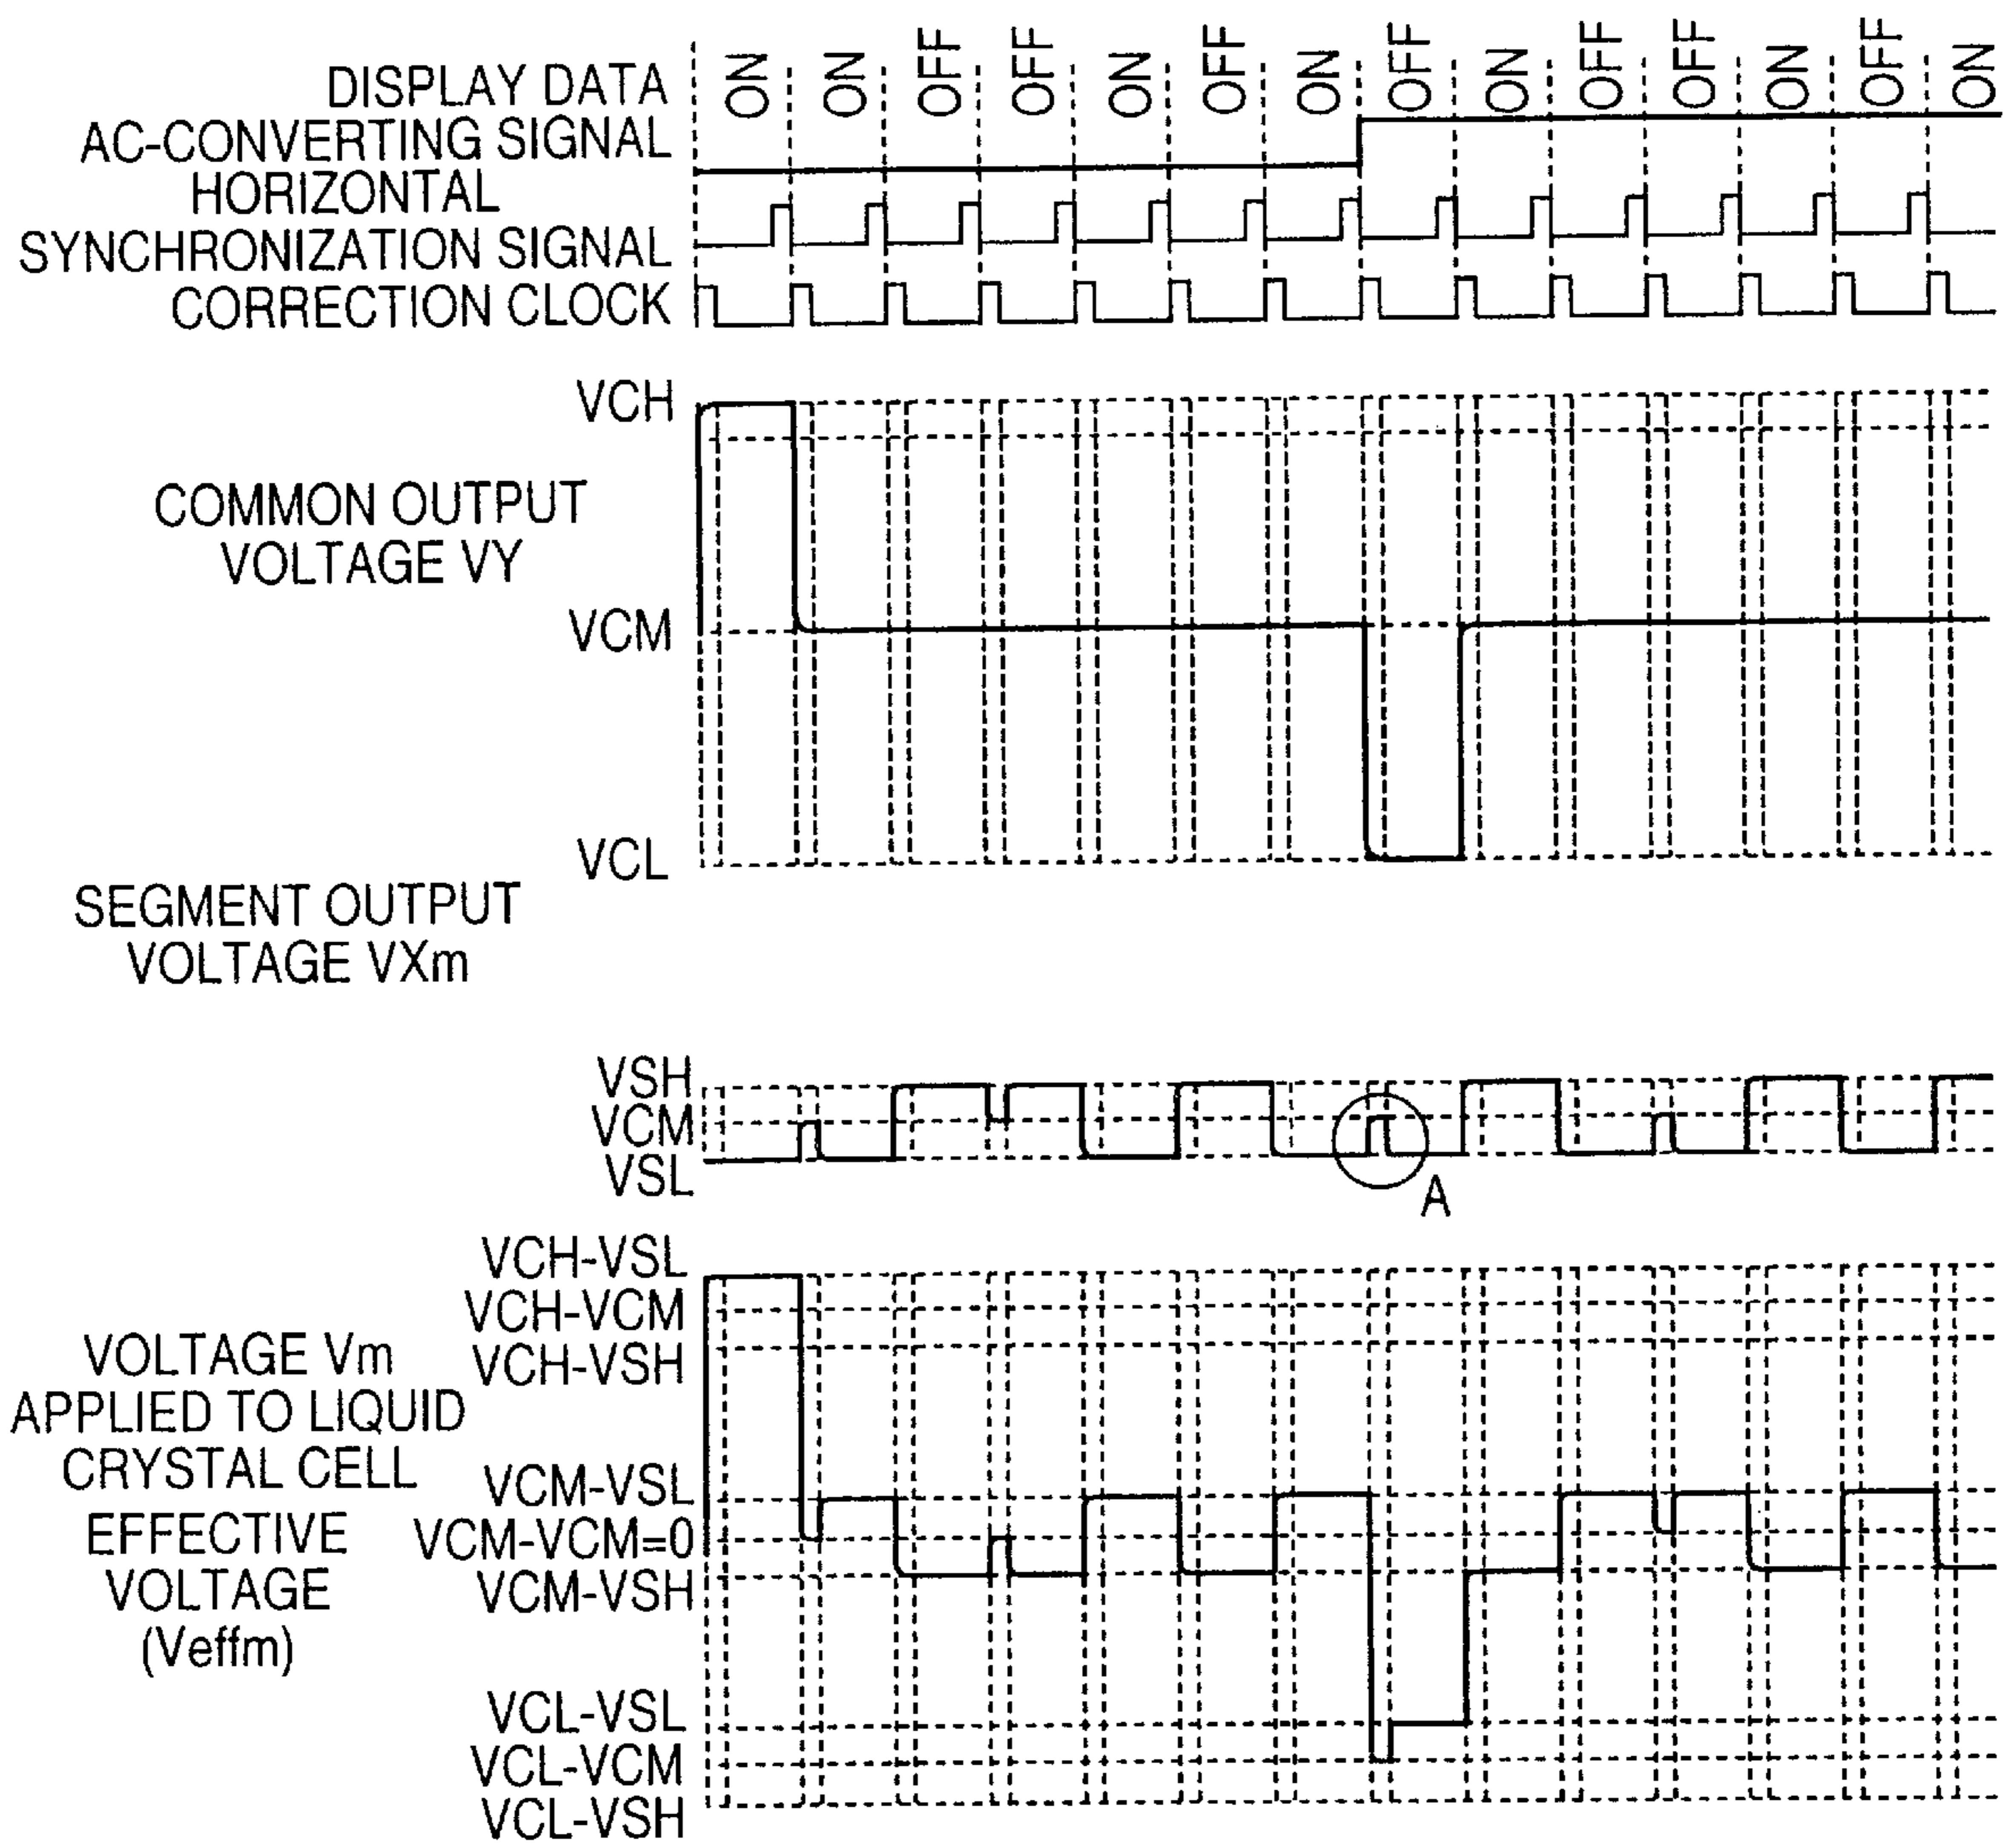 DISPLAY DATA
ON ON OFF OFF ON OFF ON OFF ON OFF OFF ON OFF ON
AC-CONVERTING SIGNAL
HORIZONTAL
SYNCHRONIZATION SIGNAL
CORRECTION CLOCK
VCH
COMMON OUTPUT
VOLTAGE VY
VCM
VCL
SEGMENT OUTPUT
VOLTAGE VXm
VSH
VCM
VSL
A
VCH-VSL
VCH-VCM
VCH-VSH
VOLTAGE Vm
APPLIED TO LIQUID
CRYSTAL CELL
EFFECTIVE
VOLTAGE
(Veffm)
VCM-VSL
VCM-VCM=0
VCM-VSH
VCL-VSL
VCL-VCM
VCL-VSH